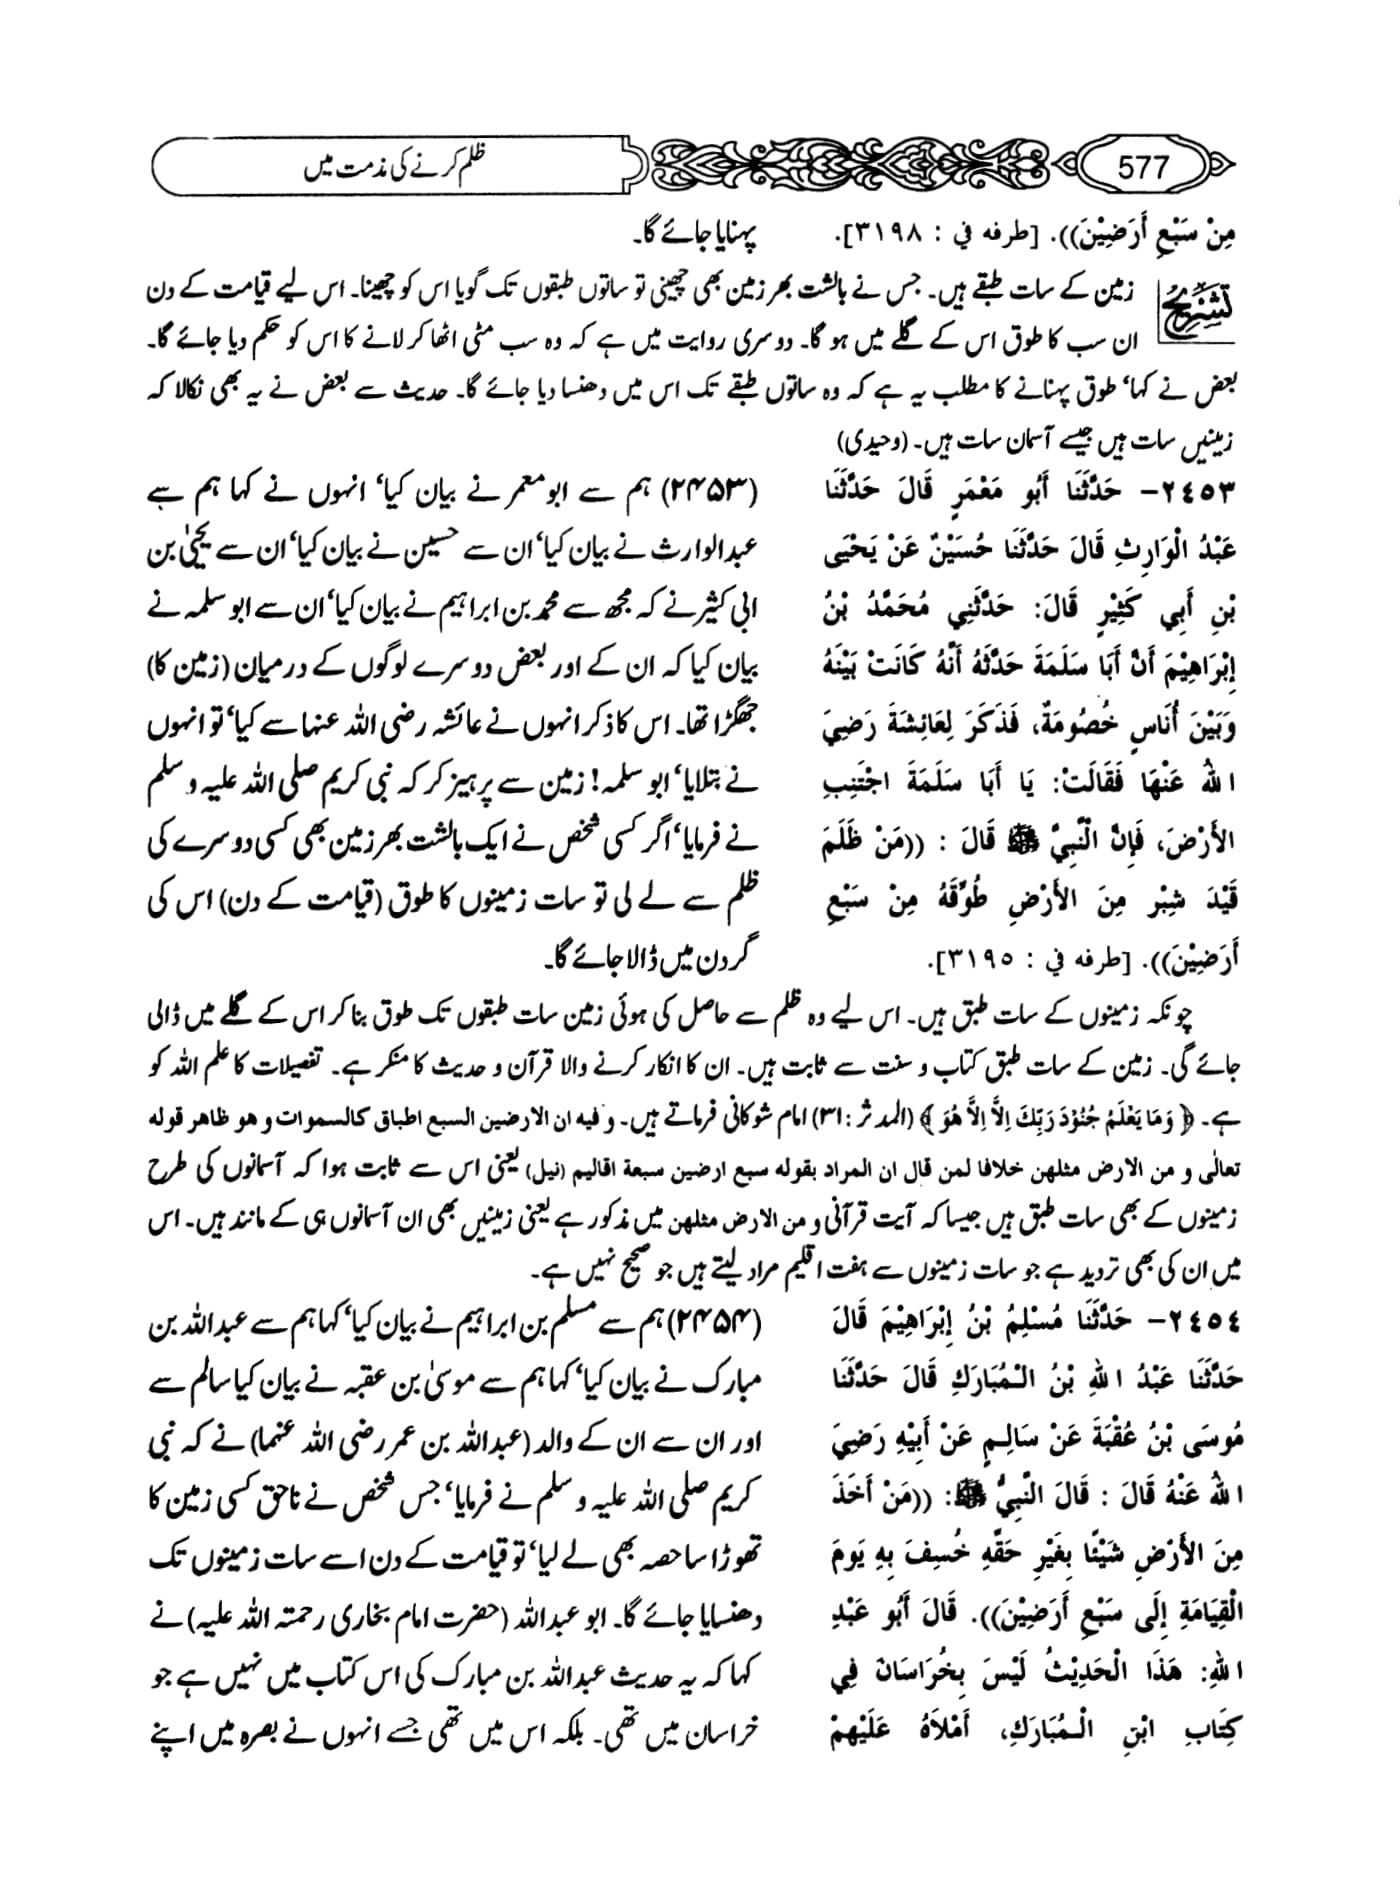 577
ظلم کرنے کی مذمت میں
مِنْ سَبْعِ أَرَضِيْنَ)). [طرفه في : ٣١٩٨].
پہنایا جائے گا۔
تشریح
زمین کے سات طبقے ہیں۔ جس نے بالشت بھر زمین بھی چھینی تو ساتوں طبقوں تک گویا اس کو چھینا۔ اس لیے قیامت کے دن
ان سب کا طوق اس کے گلے میں ہو گا۔ دوسری روایت میں ہے کہ وہ سب مٹی اٹھا کر لانے کا اس کو حکم دیا جائے گا۔
بعض نے کہا‘ طوق پہنانے کا مطلب یہ ہے کہ وہ ساتوں طبقے تک اس میں دھنسا دیا جائے گا۔ حدیث سے بعض نے یہ بھی نکالا کہ
زمینیں سات ہیں جیسے آسمان سات ہیں۔ (وحیدی)
٢٤٥٣- حَدَّثَنَا أَبُو مَعْمَرٍ قَالَ حَدَّثَنَا
عَبْدُ الْوَارِثِ قَالَ حَدَّثَنَا حُسَيْنٌ عَنْ يَحْيَى
بْنِ أَبِي كَثِيْرٍ قَالَ: حَدَّثَنِي مُحَمَّدُ بْنُ
إِبْرَاهِيْمَ أَنَّ أَبَا سَلَمَةَ حَدَّثَهُ أَنَّهُ كَانَتْ بَيْنَهُ
وَبَيْنَ أُنَاسٍ خُصُومَةٌ، فَذَكَرَ لِعَائِشَةَ رَضِيَ
اللهُ عَنْهَا فَقَالَتْ: يَا أَبَا سَلَمَةَ اجْتَنِبِ
الأَرْضَ، فَإِنَّ النَّبِيَّ ﷺ قَالَ : ((مَنْ ظَلَمَ
قَيْدَ شِبْرٍ مِنَ الأَرْضِ طُوِّقَهُ مِنْ سَبْعِ
أَرَضِيْنَ)). [طرفه في : ٣١٩٥].
(۲۴۵۳) ہم سے ابومعمر نے بیان کیا‘ انہوں نے کہا ہم سے
عبدالوارث نے بیان کیا‘ ان سے حسین نے بیان کیا‘ ان سے یحییٰ بن
ابی کثیر نے کہ مجھ سے محمد بن ابراہیم نے بیان کیا‘ ان سے ابو سلمہ نے
بیان کیا کہ ان کے اور بعض دوسرے لوگوں کے درمیان (زمین کا)
جھگڑا تھا۔ اس کا ذکر انہوں نے عائشہ رضی اللہ عنہا سے کیا‘ تو انہوں
نے بتلایا‘ ابو سلمہ! زمین سے پرہیز کر کہ نبی کریم صلی اللہ علیہ و سلم
نے فرمایا‘ اگر کسی شخص نے ایک بالشت بھر زمین بھی کسی دوسرے کی
ظلم سے لے لی تو سات زمینوں کا طوق (قیامت کے دن) اس کی
گردن میں ڈالا جائے گا۔
چونکہ زمینوں کے سات طبق ہیں۔ اس لیے وہ ظلم سے حاصل کی ہوئی زمین سات طبقوں تک طوق بنا کر اس کے گلے میں ڈالی
جائے گی۔ زمین کے سات طبق کتاب و سنت سے ثابت ہیں۔ ان کا انکار کرنے والا قرآن و حدیث کا منکر ہے۔ تفصیلات کا علم اللہ کو
ہے۔ ﴿ وَمَا يَعْلَمُ جُنُوْدَ رَبِّكَ اِلَّا اِلَّا هُوَ ﴾ (المدثر:۳۱) امام شوکانی فرماتے ہیں۔ وفيه ان الارضين السبع اطباق كالسموات و هو ظاهر قوله
تعالٰى و من الارض مثلهن خلافا لمن قال ان المراد بقوله سبع ارضين سبعة اقاليم (نيل) یعنی اس سے ثابت ہوا کہ آسمانوں کی طرح
زمینوں کے بھی سات طبق ہیں جیسا کہ آیت قرآنی و من الارض مثلهن میں مذکور ہے یعنی زمینیں بھی ان آسمانوں ہی کے مانند ہیں۔ اس
میں ان کی بھی تردید ہے جو سات زمینوں سے ہفت اقلیم مراد لیتے ہیں جو صحیح نہیں ہے۔
٢٤٥٤- حَدَّثَنَا مُسْلِمُ بْنُ إِبْرَاهِيْمَ قَالَ
حَدَّثَنَا عَبْدُ اللهِ بْنُ الْمُبَارَكِ قَالَ حَدَّثَنَا
مُوسَى بْنُ عُقْبَةَ عَنْ سَالِمٍ عَنْ أَبِيْهِ رَضِيَ
اللهُ عَنْهُ قَالَ : قَالَ النَّبِيُّ ﷺ: ((مَنْ أَخَذَ
مِنَ الأَرْضِ شَيْئًا بِغَيْرِ حَقِّهِ خُسِفَ بِهِ يَومَ
الْقِيَامَةِ إِلَى سَبْعِ أَرَضِيْنَ)). قَالَ أَبُو عَبْدِ
اللهِ: هَذَا الْحَدِيْثُ لَيْسَ بِخُرَاسَانَ فِي
كِتَابِ ابْنِ الْمُبَارَكِ، أَمْلاَهُ عَلَيْهِمْ
(۲۴۵۴) ہم سے مسلم بن ابراہیم نے بیان کیا‘ کہا ہم سے عبداللہ بن
مبارک نے بیان کیا‘ کہا ہم سے موسیٰ بن عقبہ نے بیان کیا سالم سے
اور ان سے ان کے والد (عبداللہ بن عمر رضی اللہ عنہما) نے کہ نبی
کریم صلی اللہ علیہ و سلم نے فرمایا‘ جس شخص نے ناحق کسی زمین کا
تھوڑا سا حصہ بھی لے لیا‘ تو قیامت کے دن اسے سات زمینوں تک
دھنسایا جائے گا۔ ابو عبداللہ (حضرت امام بخاری رحمتہ اللہ علیہ) نے
کہا کہ یہ حدیث عبداللہ بن مبارک کی اس کتاب میں نہیں ہے جو
خراسان میں تھی۔ بلکہ اس میں تھی جسے انہوں نے بصرہ میں اپنے